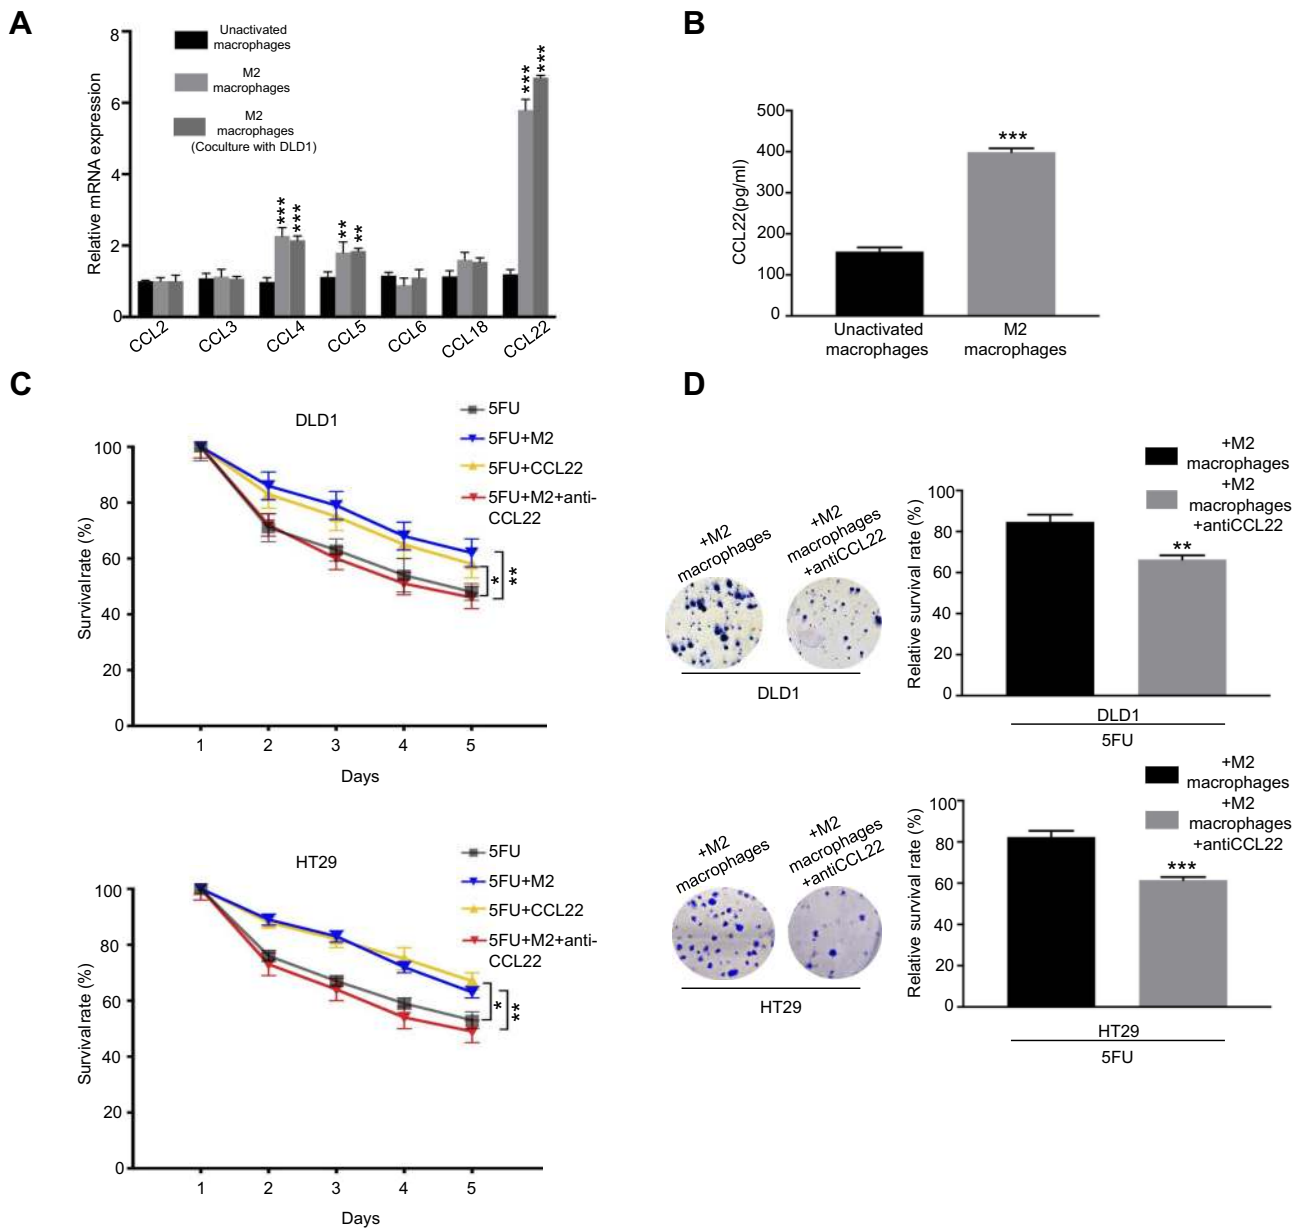 A
Relative mRNA expression
8
6
4
2
0
Unactivated
macrophages
M2
macrophages
M2
macrophages
(Coculture with DLD1)
***
***
**
**
***
***
CCL2
CCL3
CCL4
CCL5
CCL6
CCL18
CCL22
B
CCL22(pg/ml)
500
400
300
200
100
0
***
Unactivated
macrophages
M2
macrophages
C
DLD1
5FU
5FU+M2
5FU+CCL22
5FU+M2+anti-
CCL22
Survival rate (%)
100
80
60
40
20
0
*
**
1 2 3 4 5
Days
HT29
5FU
5FU+M2
5FU+CCL22
5FU+M2+anti-
CCL22
Survival rate (%)
100
80
60
40
20
0
*
**
1 2 3 4 5
Days
D
+M2
macrophages
+M2
macrophages
+antiCCL22
DLD1
+M2
macrophages
+M2
macrophages
+antiCCL22
Relative survival rate (%)
100
80
60
40
20
0
**
DLD1
5FU
+M2
macrophages
+M2
macrophages
+antiCCL22
HT29
+M2
macrophages
+M2
macrophages
+antiCCL22
Relative survival rate (%)
100
80
60
40
20
0
***
HT29
5FU